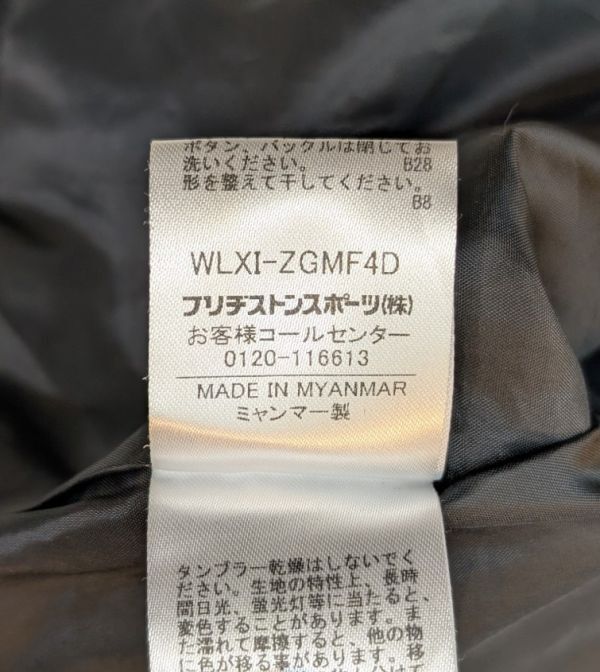 ボタン、バックルは閉じてお
洗いください。 B28
形を整えて干してください。
B8
WLXI-ZGMF4D
ブリヂストンスポーツ(株)
お客様コールセンター
0120-116613
MADE IN MYANMAR
ミャンマー製
タンブラー乾燥はしないでく
ださい。生地の特性上、長時
間日光、蛍光灯等に当たると、
変色することがあります。ま
た濡れて摩擦すると、他の物
に色が移る事があります。移